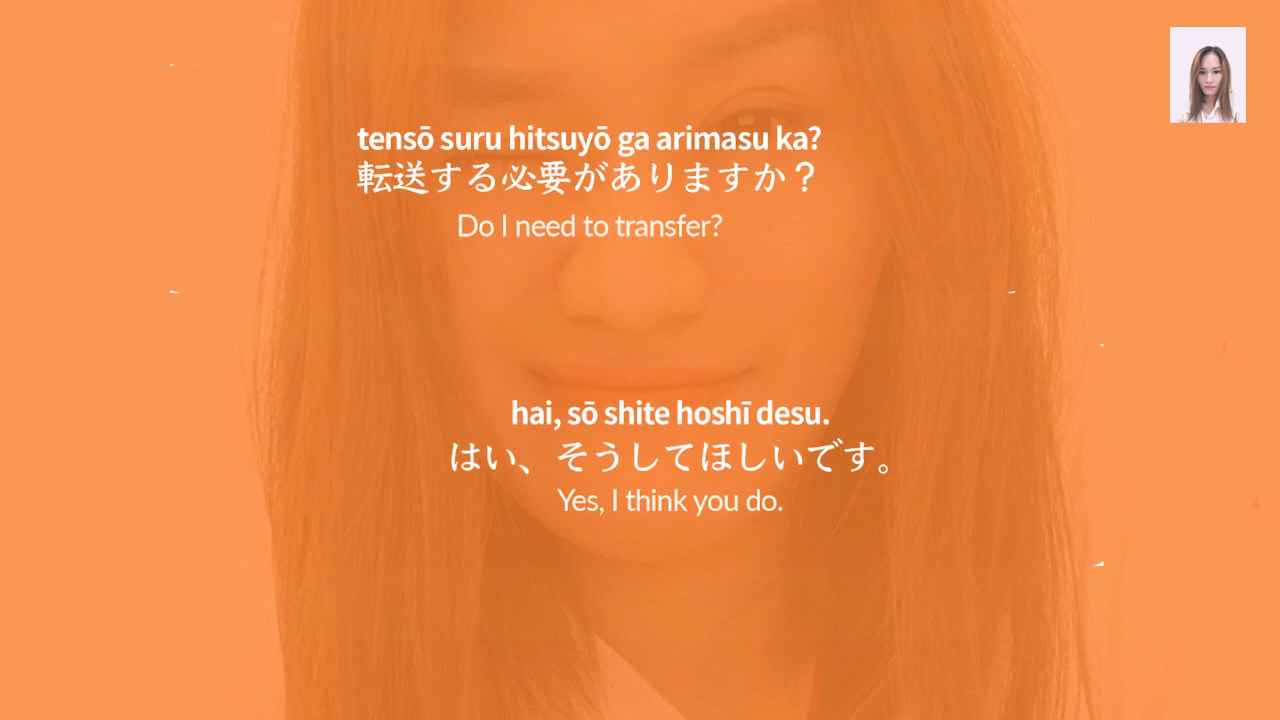 tensō suru hitsuyō ga arimasu ka?
転送する必要がありますか？
Do I need to transfer?
hai, sō shite hoshī desu.
はい、そうしてほしいです。
Yes, I think you do.